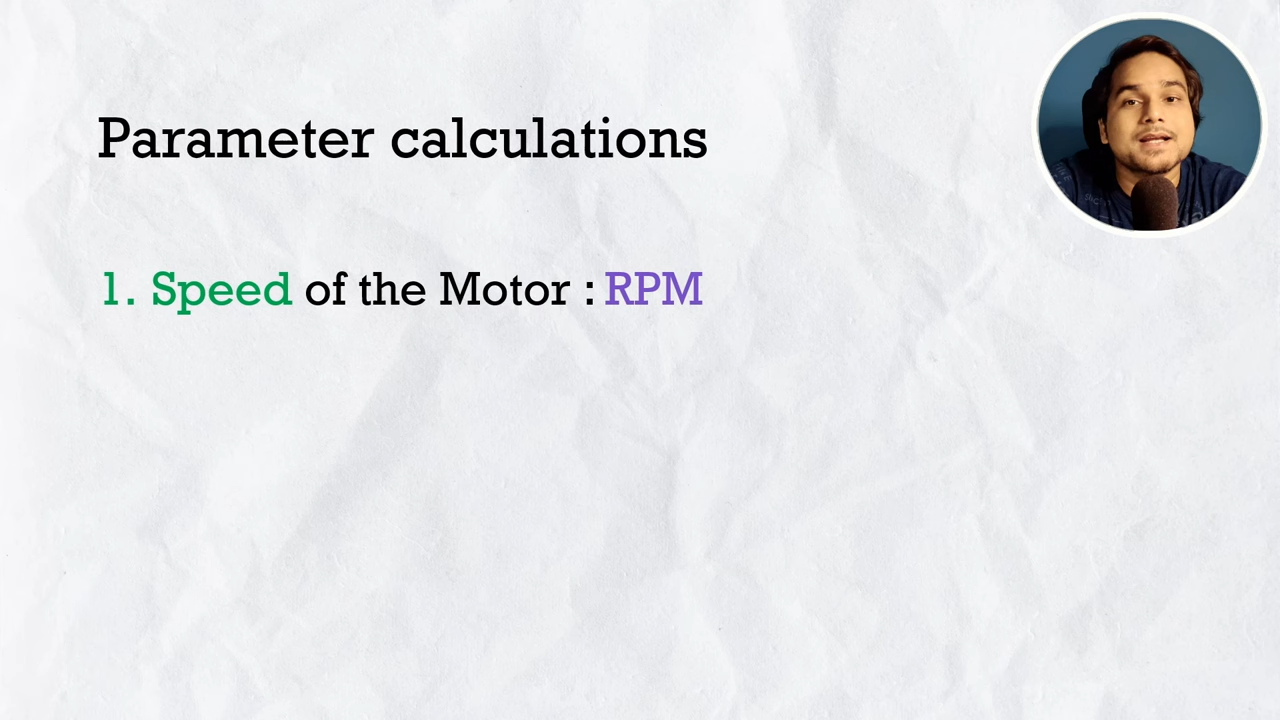 Parameter calculations
1. Speed of the Motor : RPM